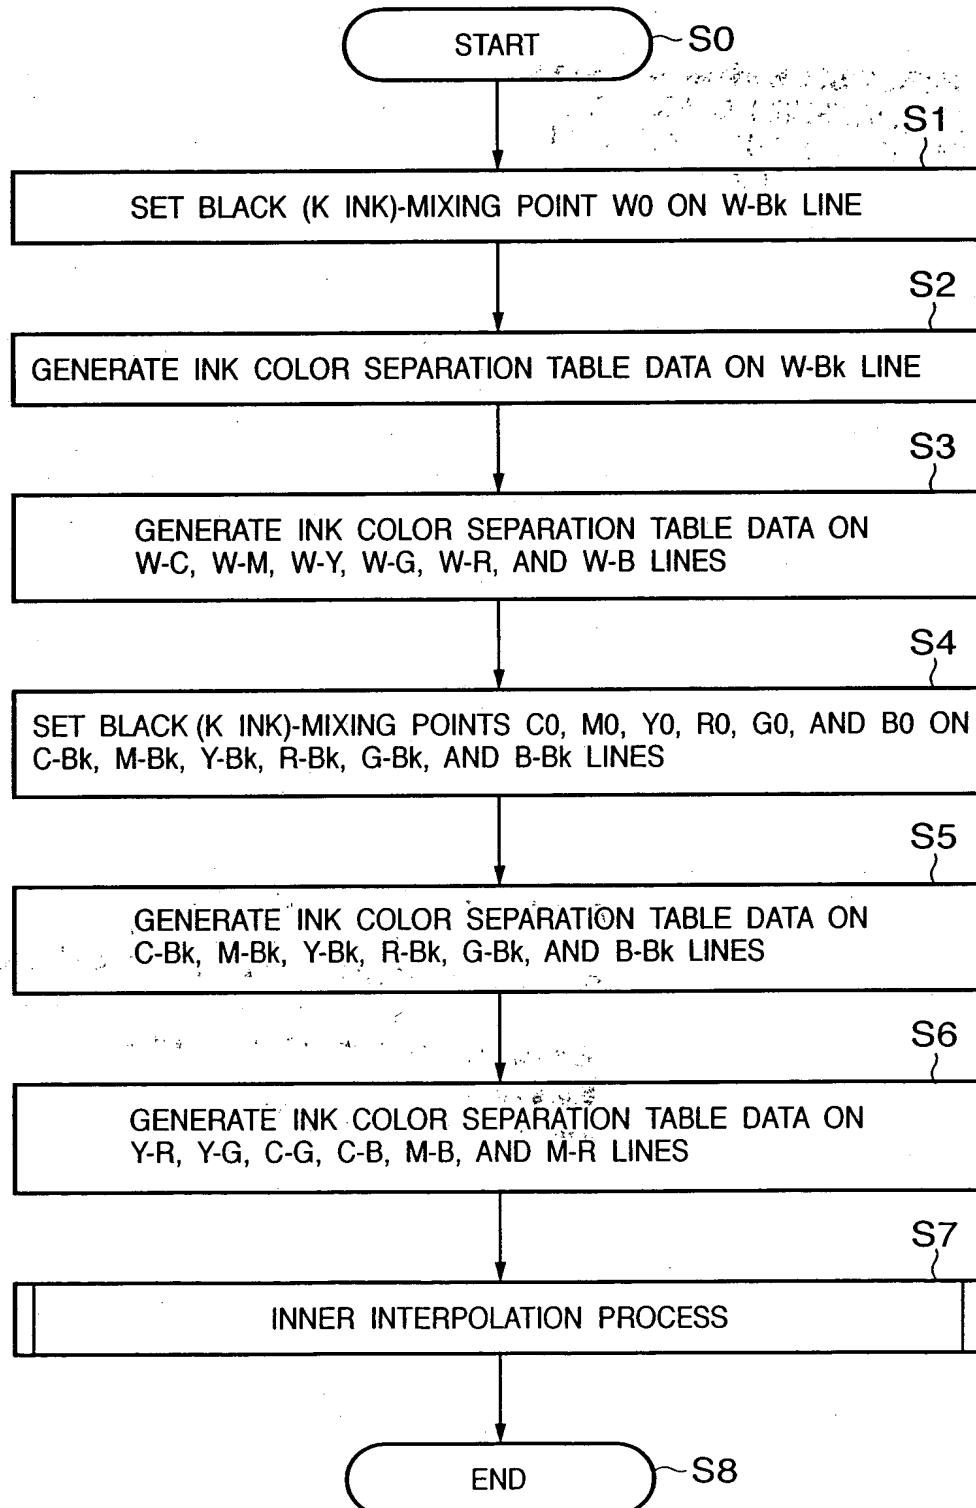 START S0
S1
SET BLACK (K INK)-MIXING POINT W0 ON W-Bk LINE
S2
GENERATE INK COLOR SEPARATION TABLE DATA ON W-Bk LINE
S3
GENERATE INK COLOR SEPARATION TABLE DATA ON
W-C, W-M, W-Y, W-G, W-R, AND W-B LINES
S4
SET BLACK (K INK)-MIXING POINTS C0, M0, Y0, R0, G0, AND B0 ON
C-Bk, M-Bk, Y-Bk, R-Bk, G-Bk, AND B-Bk LINES
S5
GENERATE INK COLOR SEPARATION TABLE DATA ON
C-Bk, M-Bk, Y-Bk, R-Bk, G-Bk, AND B-Bk LINES
S6
GENERATE INK COLOR SEPARATION TABLE DATA ON
Y-R, Y-G, C-G, C-B, M-B, AND M-R LINES
S7
INNER INTERPOLATION PROCESS
END S8